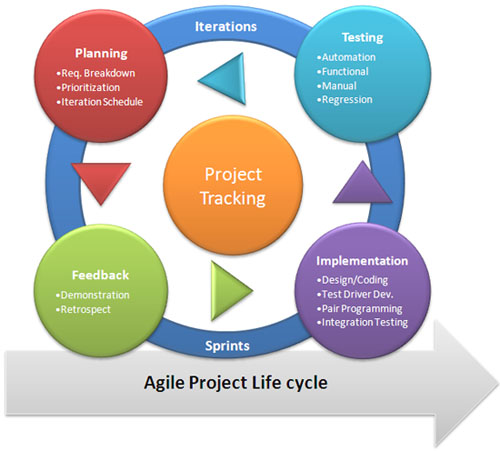 Iterations
Planning
•Req. Breakdown
•Prioritization
•Iteration Schedule
Testing
•Automation
•Functional
•Manual
•Regression
Project
Tracking
Feedback
•Demonstration
•Retrospect
Implementation
•Design/Coding
•Test Driver Dev.
•Pair Programming
•Integration Testing
Sprints
Agile Project Life cycle